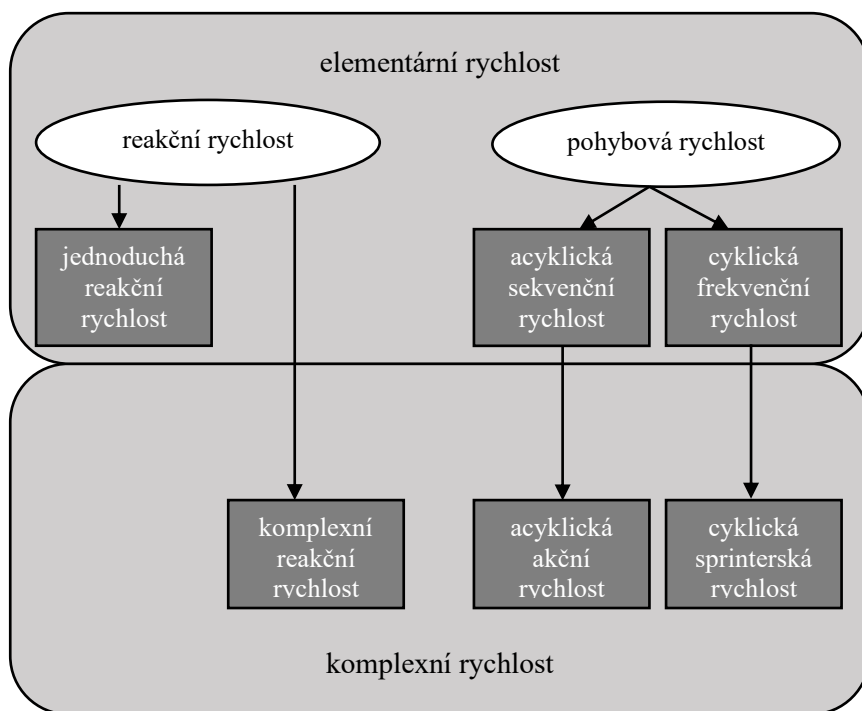 elementární rychlost
reakční rychlost
pohybová rychlost
jednoduchá
reakční
rychlost
acyklická
sekvenční
rychlost
cyklická
frekvenční
rychlost
komplexní
reakční
rychlost
acyklická
akční
rychlost
cyklická
sprinterská
rychlost
komplexní rychlost